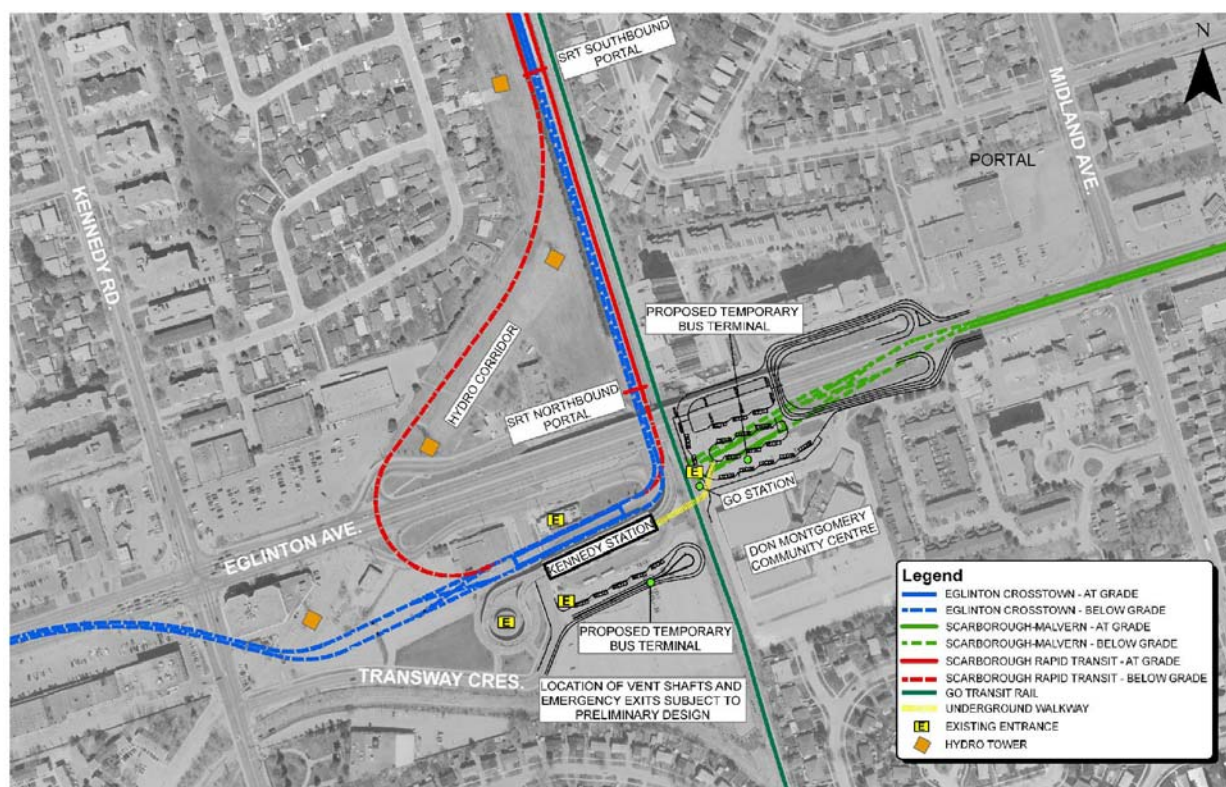 SRT SOUTHBOUND
PORTAL
N
MIDLAND AVE.
PORTAL
KENNEDY RD.
PROPOSED TEMPORARY
BUS TERMINAL
HYDRO CORRIDOR
SRT NORTHBOUND
PORTAL
E
GO STATION
E
KENNEDY STATION
EGLINTON AVE.
DON MONTGOMERY
COMMUNITY CENTRE
E
E
PROPOSED TEMPORARY
BUS TERMINAL
TRANSWAY CRES.
LOCATION OF VENT SHAFTS AND
EMERGENCY EXITS SUBJECT TO
PRELIMINARY DESIGN
Legend
EGLINTON CROSSTOWN - AT GRADE
EGLINTON CROSSTOWN - BELOW GRADE
SCARBOROUGH-MALVERN - AT GRADE
SCARBOROUGH-MALVERN - BELOW GRADE
SCARBOROUGH RAPID TRANSIT - AT GRADE
SCARBOROUGH RAPID TRANSIT - BELOW GRADE
GO TRANSIT RAIL
UNDERGROUND WALKWAY
E EXISTING ENTRANCE
HYDRO TOWER